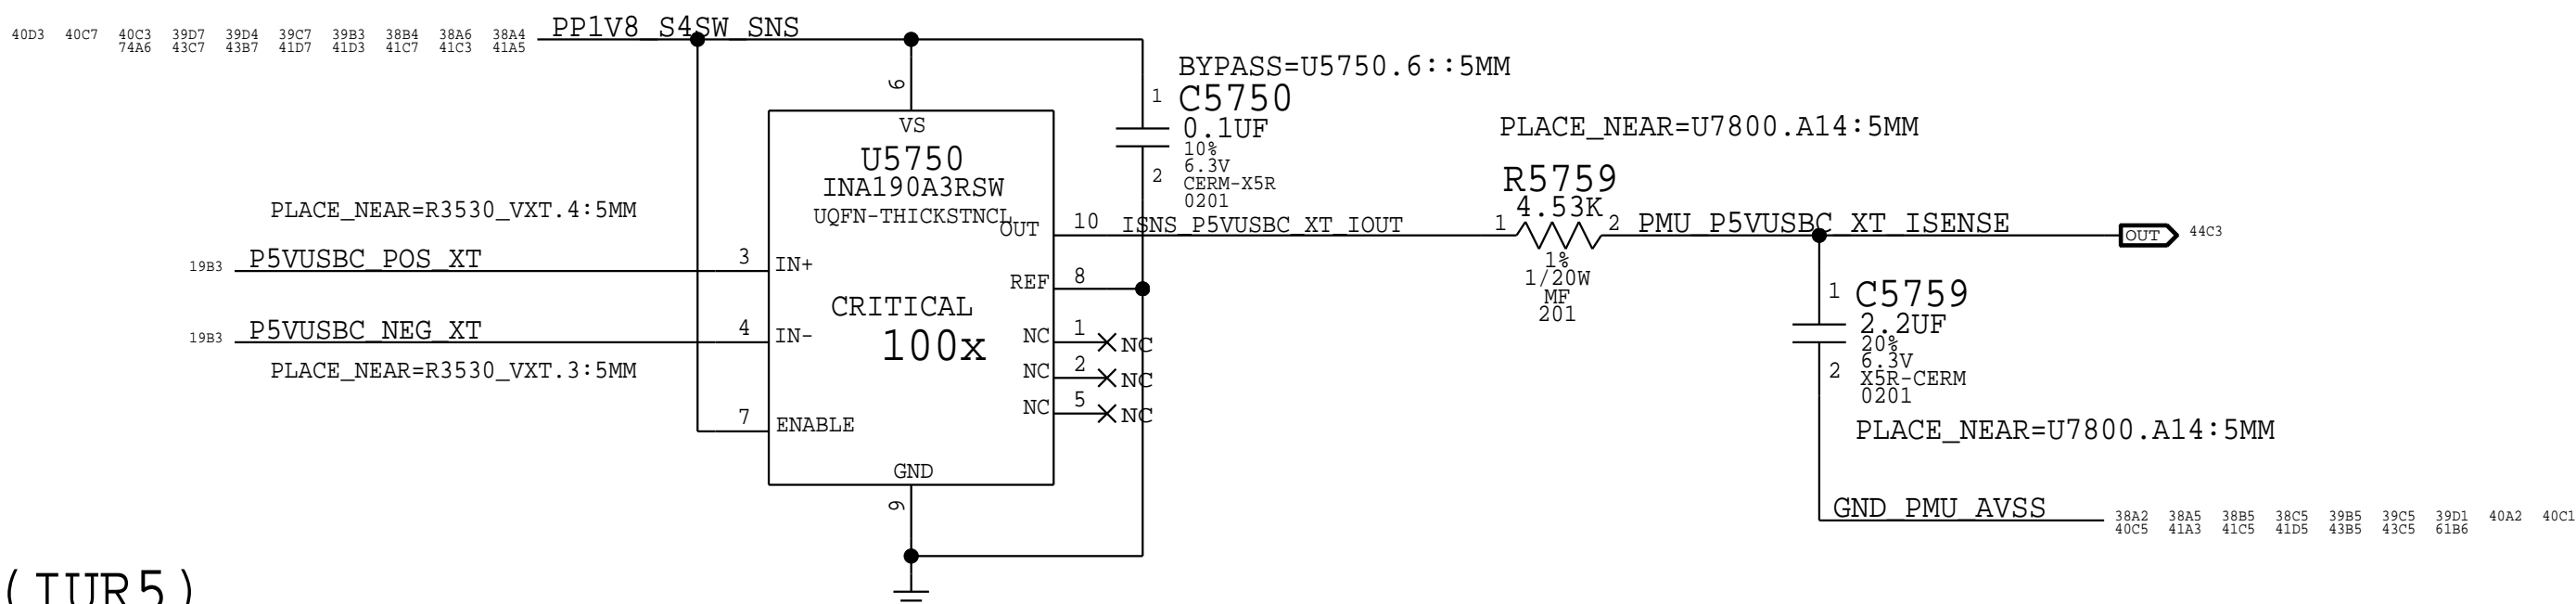 PP1V8_S4SW_SNS
40D3 40C7 40C3 39D7 39D4 39C7 39B3 38B4 38A6 38A4
74A6 43C7 43B7 41D7 41D3 41C7 41C3 41A5
BYPASS=U5750.6::5MM
1 C5750
0.1UF
10%
6.3V
2 CERM-X5R
0201
6
VS
U5750
INA190A3RSW
UQFN-THICKSTNCL
PLACE_NEAR=R3530_VXT.4:5MM
19B3 P5VUSBC_POS_XT 3 IN+
19B3 P5VUSBC_NEG_XT 4 IN-
PLACE_NEAR=R3530_VXT.3:5MM
7 ENABLE
CRITICAL
100x
OUT 10 ISNS_P5VUSBC_XT_IOUT
REF 8
NC 1 NC
NC 2 NC
NC 5 NC
GND
9
PLACE_NEAR=U7800.A14:5MM
R5759
4.53K
1 2 PMU_P5VUSBC_XT_ISENSE OUT 44C3
1%
1/20W
MF
201
1 C5759
2.2UF
20%
6.3V
2 X5R-CERM
0201
PLACE_NEAR=U7800.A14:5MM
GND_PMU_AVSS
38A2 38A5 38B5 38C5 39B5 39C5 39D1 40A2 40C1
40C5 41A3 41C5 41D5 43B5 43C5 61B6
(IUR5)